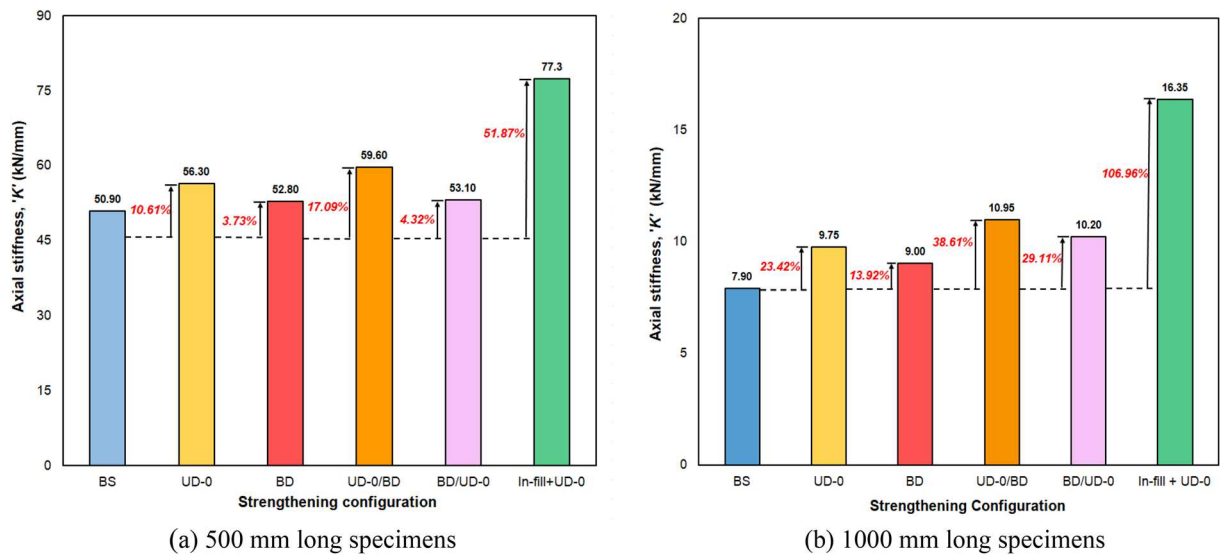 90
75
60
45
30
15
0
Axial stiffness, 'K' (kN/mm)
50.90
10.61%
56.30
3.73%
52.80
17.09%
59.60
4.32%
53.10
51.87%
77.3
BS
UD-0
BD
UD-0/BD
BD/UD-0
In-fill+UD-0
Strengthening configuration
(a) 500 mm long specimens
20
15
10
5
0
Axial stiffness, 'K' (kN/mm)
7.90
23.42%
9.75
13.92%
9.00
38.61%
10.95
29.11%
10.20
106.96%
16.35
BS
UD-0
BD
UD-0/BD
BD/UD-0
In-fill + UD-0
Strengthening Configuration
(b) 1000 mm long specimens